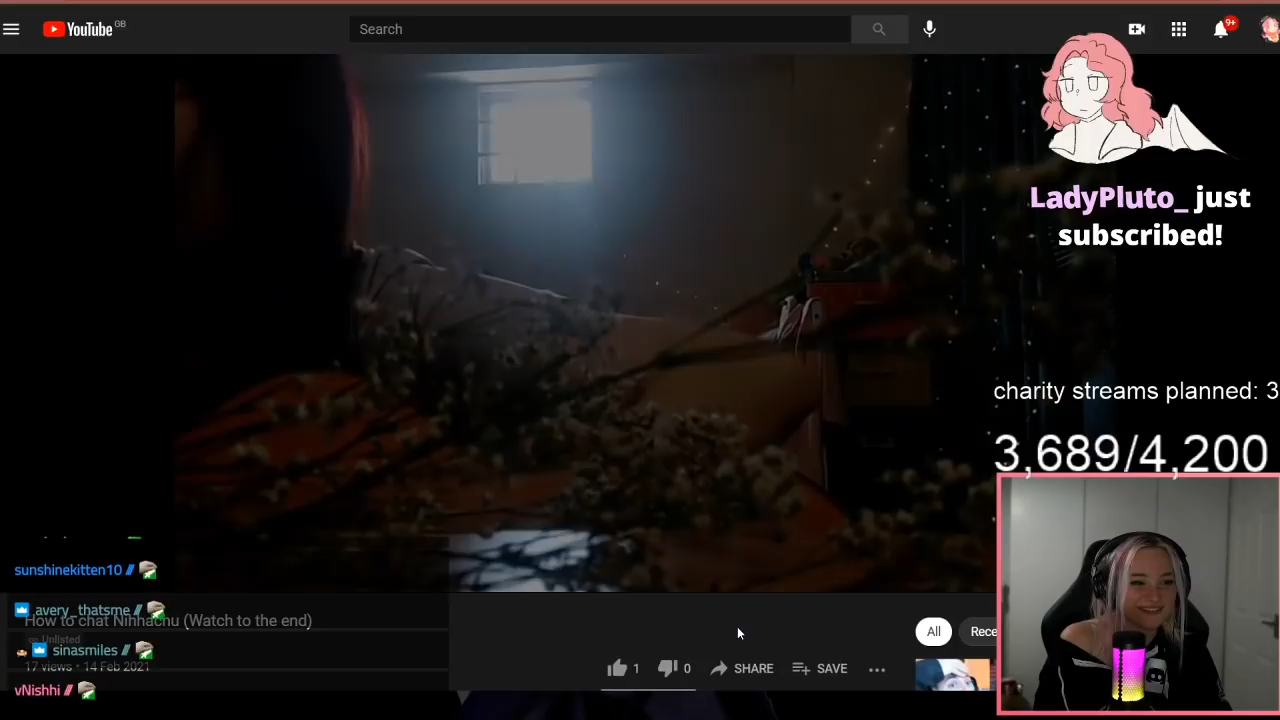 YouTube GB
Search
9+
LadyPluto_ just
subscribed!
charity streams planned: 3
3,689/4,200
sunshinekitten10 //
avery_thatsme //
How to chat Ninhachu (Watch to the end)
Unlisted
sinasmiles //
17 views • 14 Feb 2021
vNishhi //
1
0
SHARE
SAVE
All
Rece